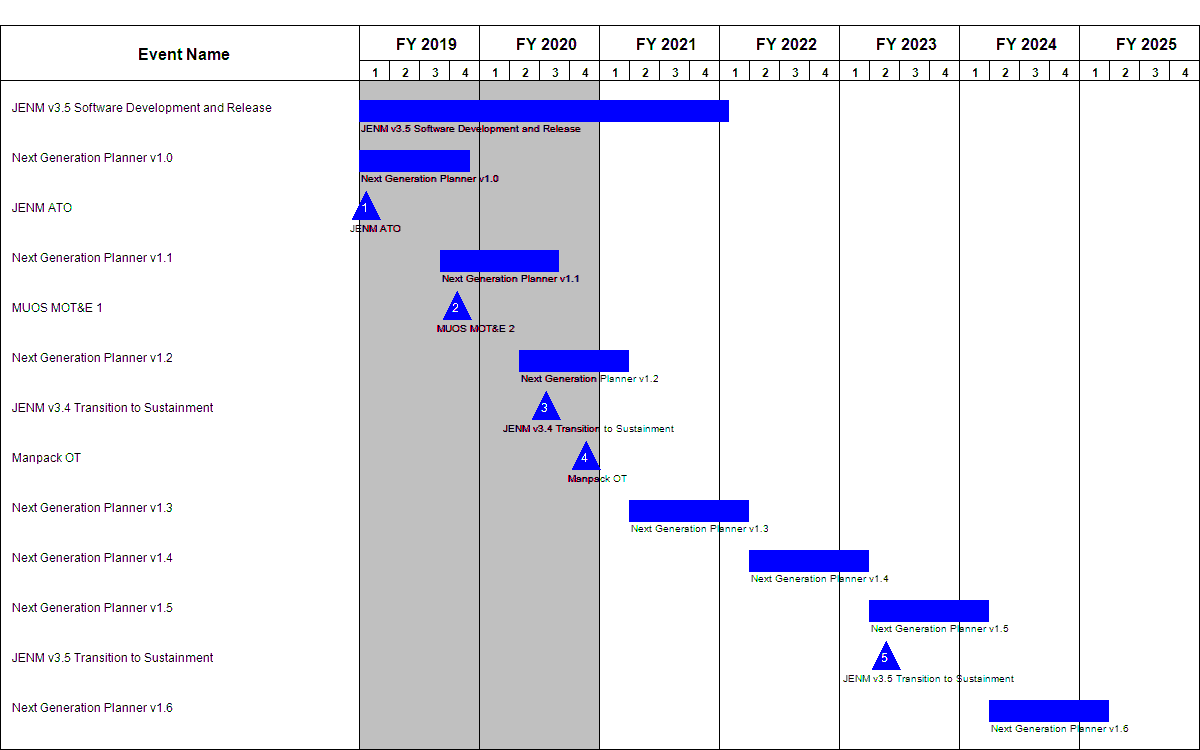 Event Name
FY 2019 FY 2020 FY 2021 FY 2022 FY 2023 FY 2024 FY 2025
1 2 3 4 1 2 3 4 1 2 3 4 1 2 3 4 1 2 3 4 1 2 3 4 1 2 3 4
JENM v3.5 Software Development and Release
JENM v3.5 Software Development and Release
Next Generation Planner v1.0
Next Generation Planner v1.0
JENM ATO
1
JENM ATO
Next Generation Planner v1.1
Next Generation Planner v1.1
MUOS MOT&E 1
2
MUOS MOT&E 2
Next Generation Planner v1.2
Next Generation Planner v1.2
JENM v3.4 Transition to Sustainment
3
JENM v3.4 Transition to Sustainment
Manpack OT
4
Manpack OT
Next Generation Planner v1.3
Next Generation Planner v1.3
Next Generation Planner v1.4
Next Generation Planner v1.4
Next Generation Planner v1.5
Next Generation Planner v1.5
JENM v3.5 Transition to Sustainment
5
JENM v3.5 Transition to Sustainment
Next Generation Planner v1.6
Next Generation Planner v1.6